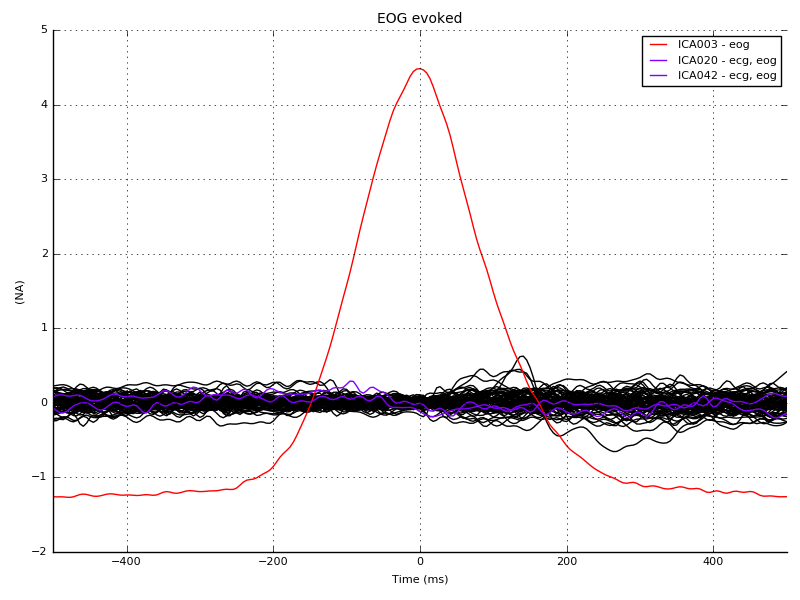 EOG evoked
ICA003 - eog
ICA020 - ecg, eog
ICA042 - ecg, eog
5
4
3
2
1
0
−1
−2
(NA)
−400
−200
0
200
400
Time (ms)